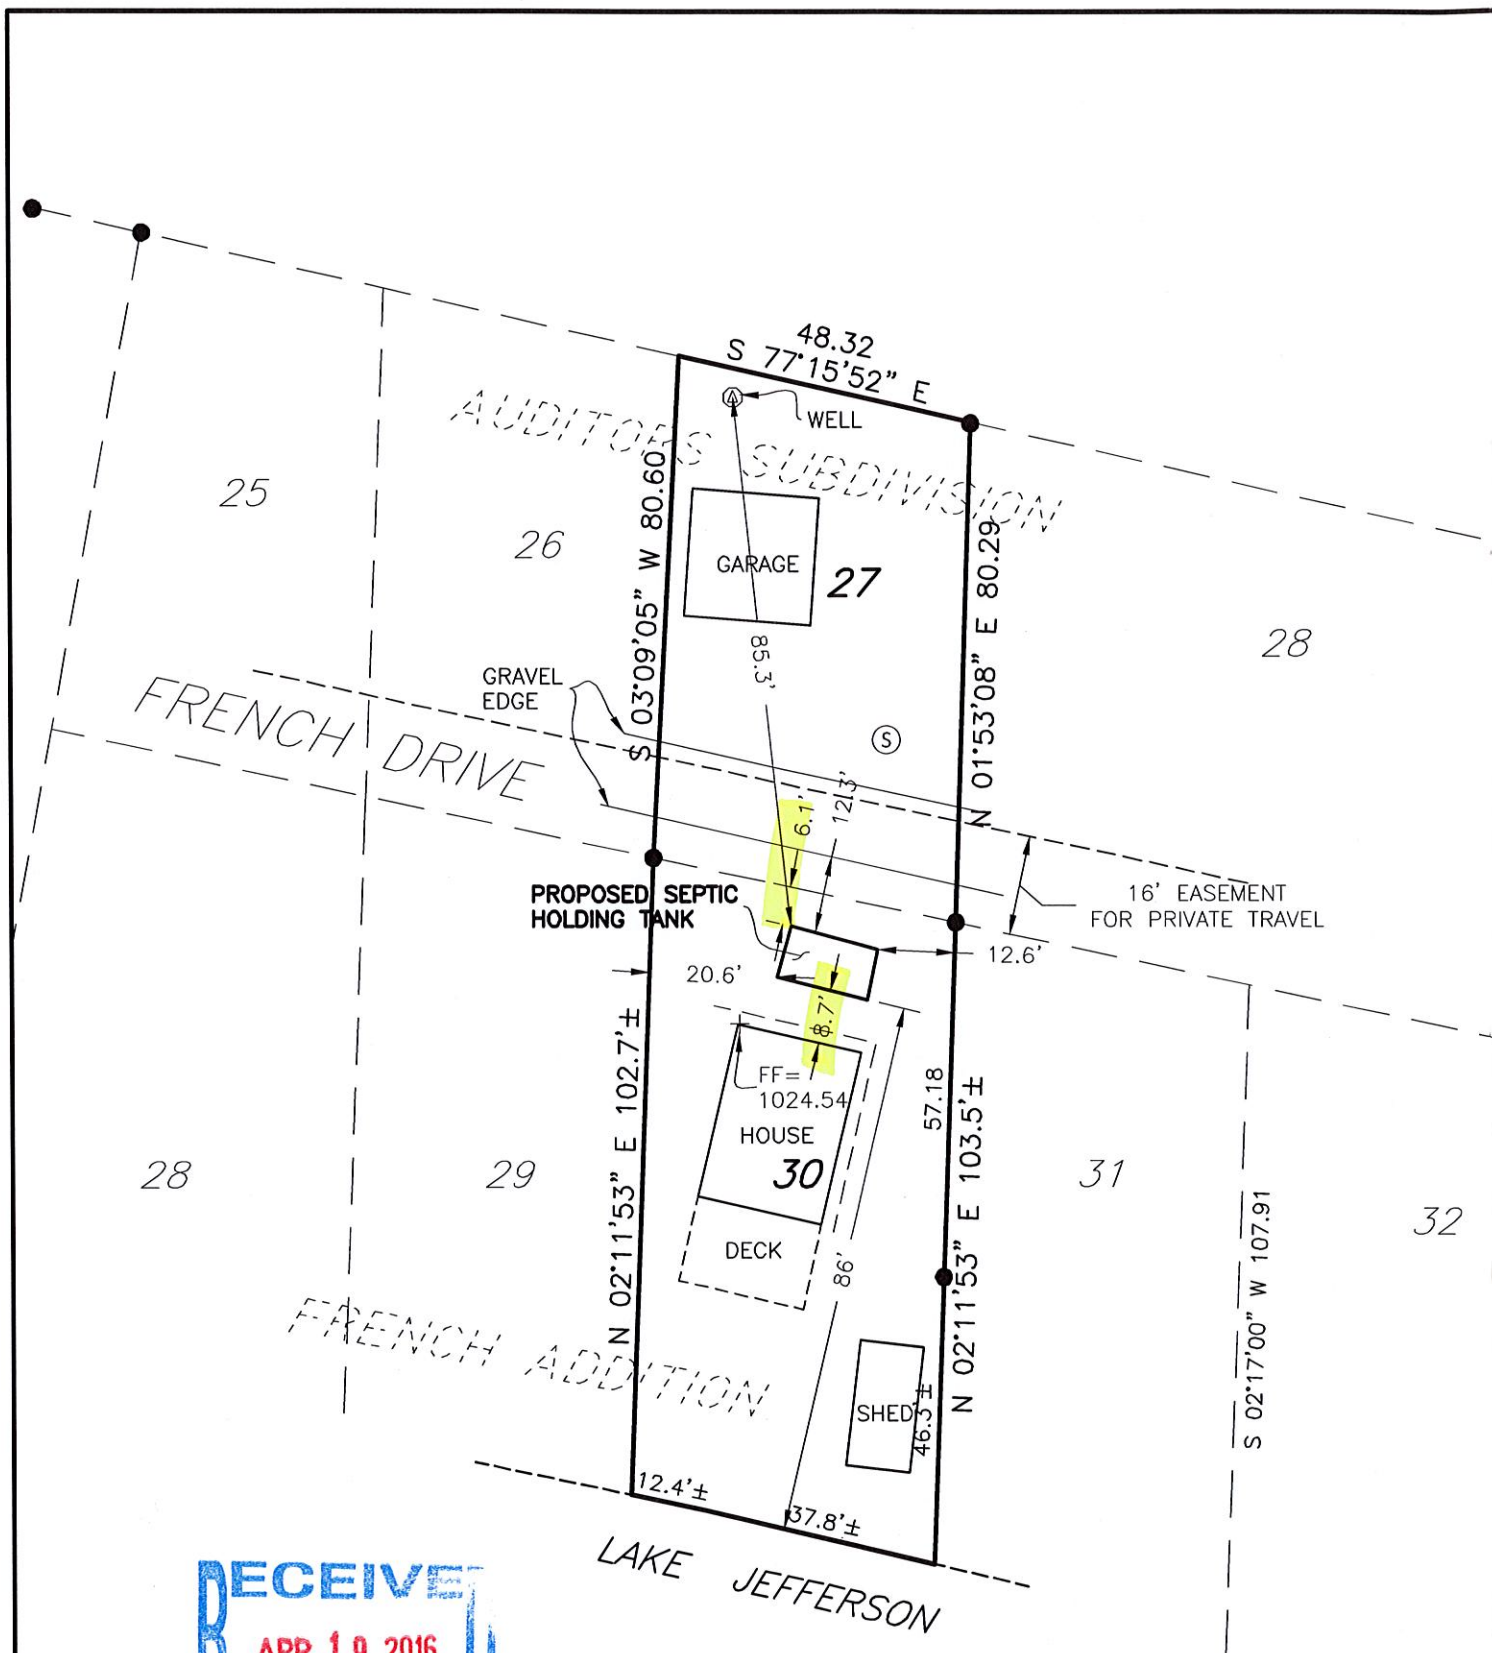 48.32
S 77°15'52" E
WELL
AUDITORS SUBDIVISION
25
26
GARAGE
27
28
S 03°09'05" W 80.60
N 01°53'08" E 80.29
85.3'
GRAVEL
EDGE
FRENCH DRIVE
S
6.1'
12.3'
PROPOSED SEPTIC
HOLDING TANK
16' EASEMENT
FOR PRIVATE TRAVEL
12.6'
20.6'
8.7'
FF=
1024.54
HOUSE
30
DECK
86'
57.18
N 02°11'53" E 102.7'±
N 02°11'53" E 103.5'±
28
29
31
32
S 02°17'00" W 107.91
FRENCH ADDITION
SHED
46.3'±
12.4'±
37.8'±
LAKE JEFFERSON
RECEIVED
APR 19 2016